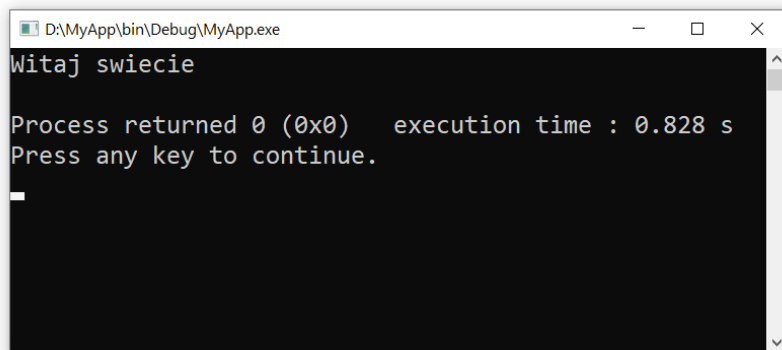 D:\MyApp\bin\Debug\MyApp.exe
Witaj swiecie
Process returned 0 (0x0)   execution time : 0.828 s
Press any key to continue.